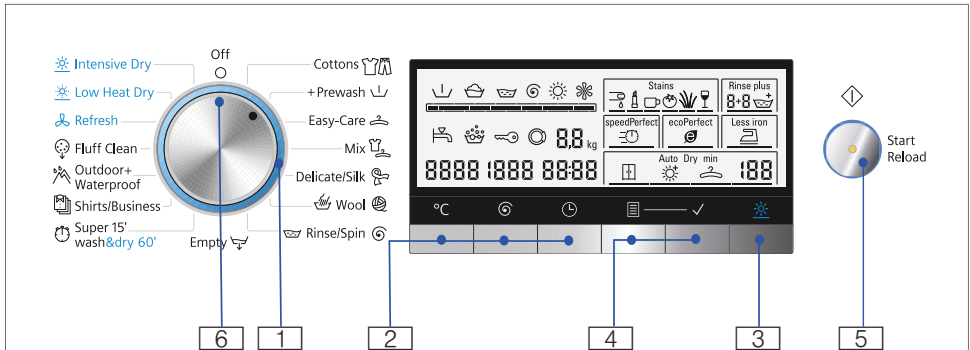 Off
Intensive Dry
Low Heat Dry
Refresh
Fluff Clean
Outdoor+
Waterproof
Shirts/Business
Super 15'
wash&dry 60'
Cottons
+Prewash
Easy-Care
Mix
Delicate/Silk
Wool
Rinse/Spin
Empty
8.8 kg
8888 1888 88:88
Stains
Rinse plus
8+8
speedPerfect
ecoPerfect
Less iron
Auto Dry min
188
°C
Start
Reload
6
1
2
4
3
5